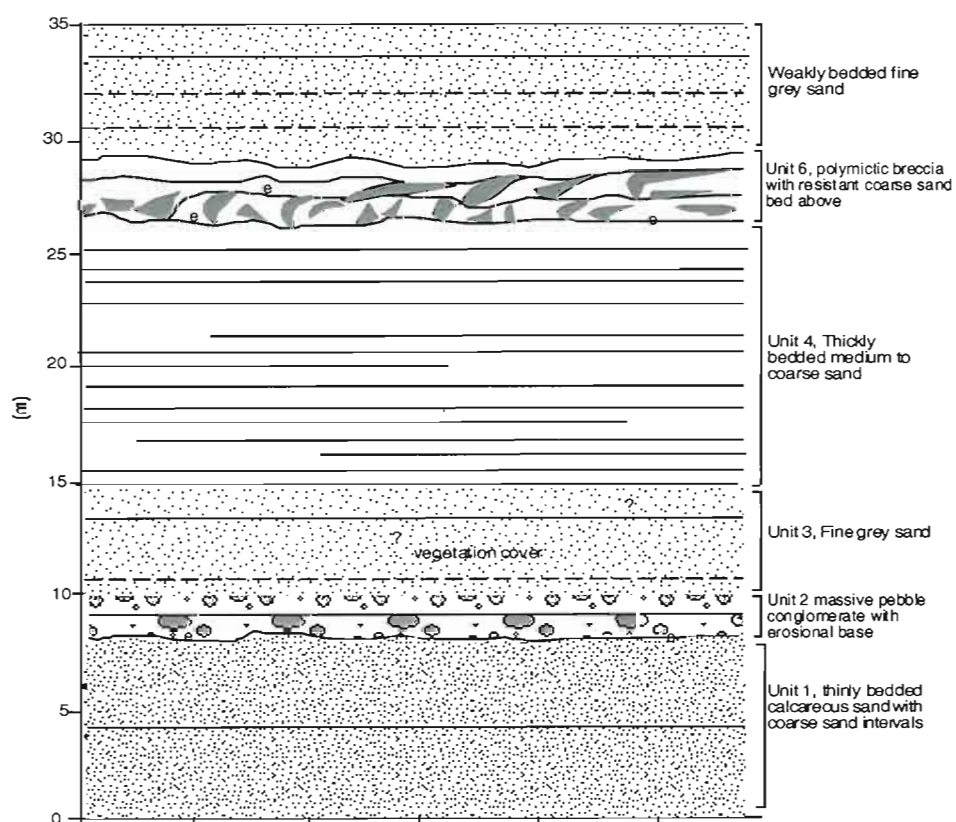 35
Weakly bedded fine
grey sand
30
Unit 6, polymictic breccia
with resistant coarse sand
bed above
e
e
e
25
Unit 4, Thickly
bedded medium to
coarse sand
20
(m)
15
?
Unit 3, Fine grey sand
?
vegetation cover
10
Unit 2 massive pebble
conglomerate with
erosional base
e
Unit 1, thinly bedded
calcareous sand with
coarse sand intervals
5
0